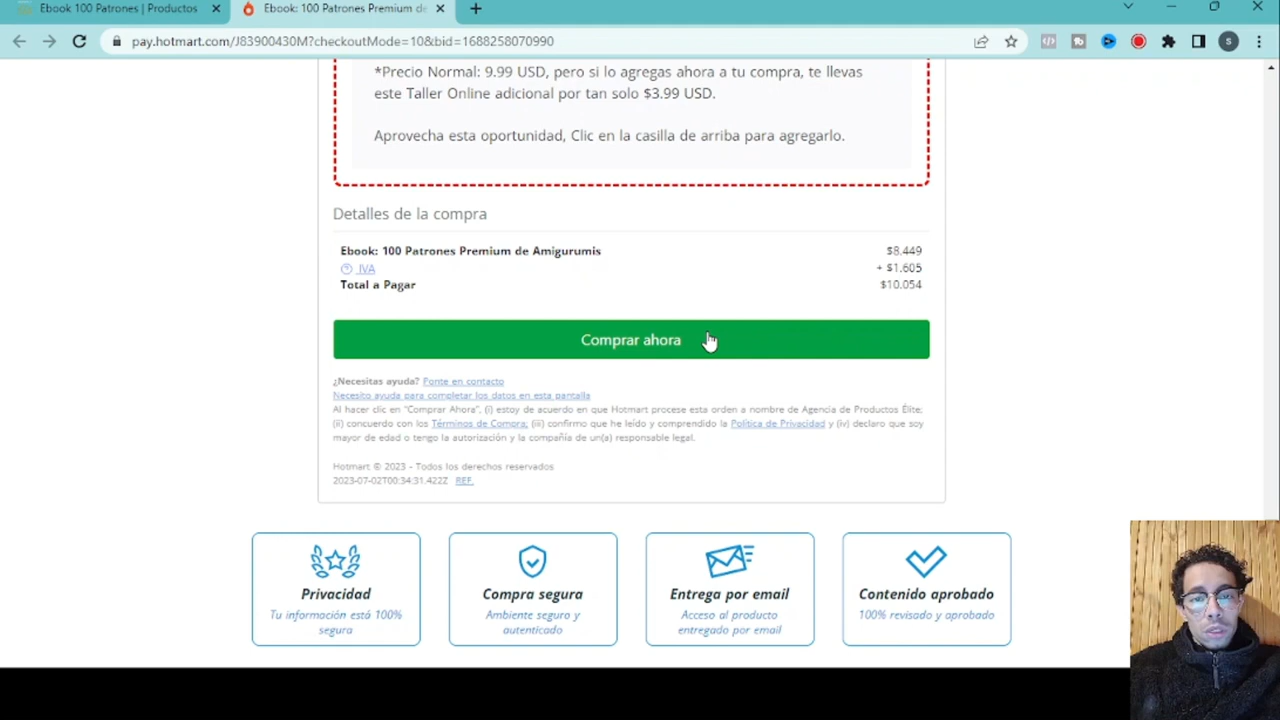 Ebook 100 Patrones | Productos
Ebook: 100 Patrones Premium de
pay.hotmart.com/J83900430M?checkoutMode=10&bid=1688258070990
S
*Precio Normal: 9.99 USD, pero si lo agregas ahora a tu compra, te llevas
este Taller Online adicional por tan solo $3.99 USD.
Aprovecha esta oportunidad, Clic en la casilla de arriba para agregarlo.
Detalles de la compra
Ebook: 100 Patrones Premium de Amigurumis $8.449
IVA + $1.605
Total a Pagar $10.054
Comprar ahora
¿Necesitas ayuda? Ponte en contacto
Necesito ayuda para completar los datos en esta pantalla
Al hacer clic en "Comprar Ahora", (i) estoy de acuerdo en que Hotmart procese esta orden a nombre de Agencia de Productos Élite;
(ii) concuerdo con los Términos de Compra; (iii) confirmo que he leído y comprendido la Política de Privacidad y (iv) declaro que soy
mayor de edad o tengo la autorización y la compañía de un(a) responsable legal.
Hotmart © 2023 - Todos los derechos reservados
2023-07-02T00:34:31.422Z REF.
Privacidad
Tu información está 100%
segura
Compra segura
Ambiente seguro y
autenticado
Entrega por email
Acceso al producto
entregado por email
Contenido aprobado
100% revisado y aprobado